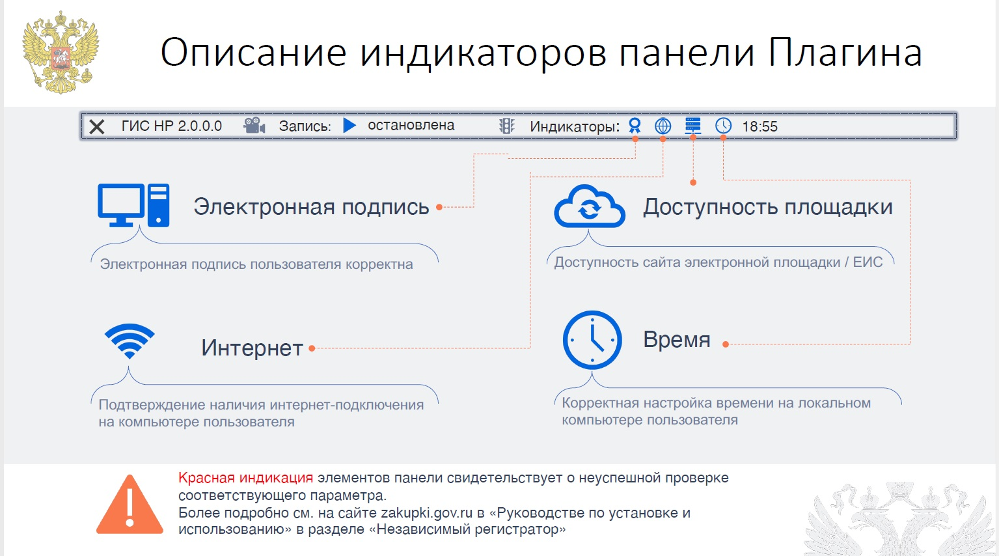 Описание индикаторов панели Плагина
ГИС НР 2.0.0.0 Запись: остановлена Индикаторы: 18:55
Электронная подпись
Электронная подпись пользователя корректна
Доступность площадки
Доступность сайта электронной площадки / ЕИС
Интернет
Подтверждение наличия интернет-подключения
на компьютере пользователя
Время
Корректная настройка времени на локальном
компьютере пользователя
Красная индикация элементов панели свидетельствует о неуспешной проверке
соответствующего параметра.
Более подробно см. на сайте zakupki.gov.ru в «Руководстве по установке и
использованию» в разделе «Независимый регистратор»